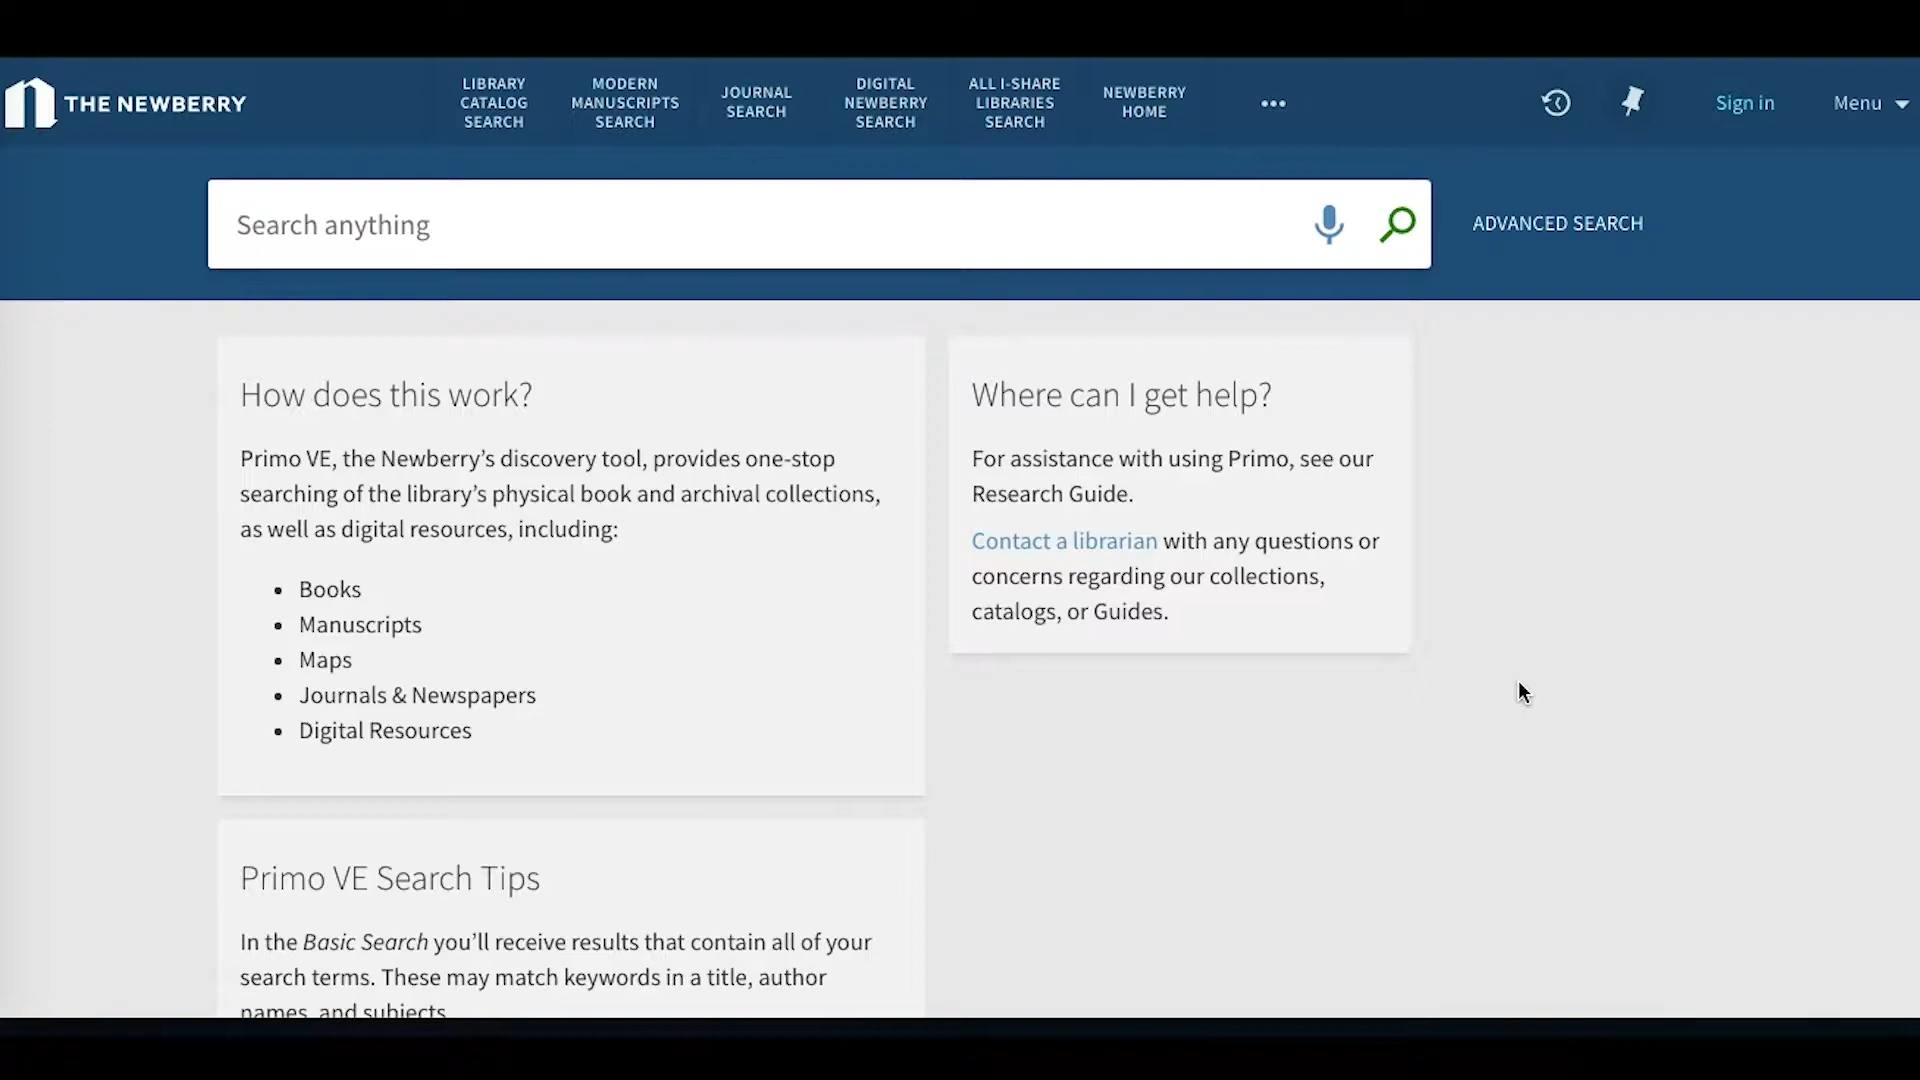 THE NEWBERRY
LIBRARY
CATALOG
SEARCH
MODERN
MANUSCRIPTS
SEARCH
JOURNAL
SEARCH
DIGITAL
NEWBERRY
SEARCH
ALL I-SHARE
LIBRARIES
SEARCH
NEWBERRY
HOME
Sign in
Menu
Search anything
ADVANCED SEARCH
How does this work?
Primo VE, the Newberry’s discovery tool, provides one-stop
searching of the library’s physical book and archival collections,
as well as digital resources, including:
• Books
• Manuscripts
• Maps
• Journals & Newspapers
• Digital Resources
Where can I get help?
For assistance with using Primo, see our
Research Guide.
Contact a librarian with any questions or
concerns regarding our collections,
catalogs, or Guides.
Primo VE Search Tips
In the Basic Search you’ll receive results that contain all of your
search terms. These may match keywords in a title, author
names, and subjects.